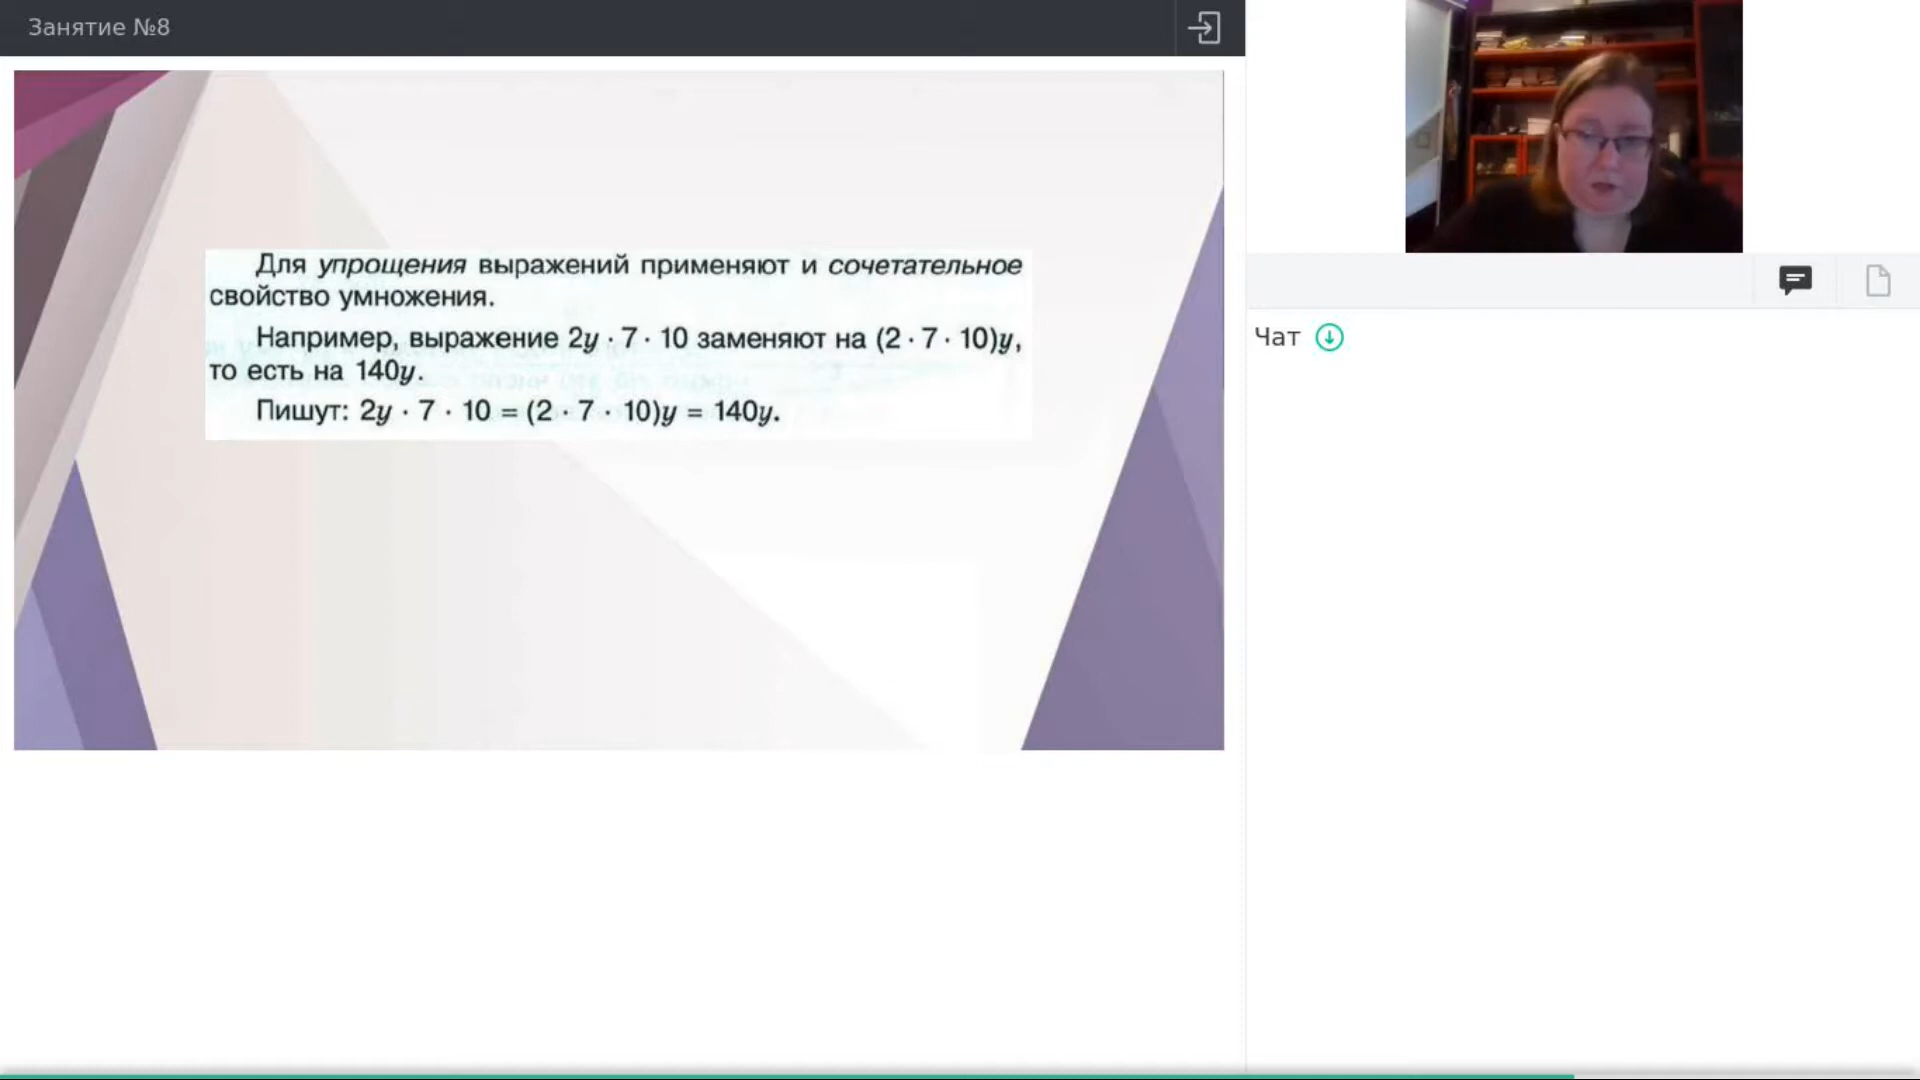 Занятие №8
Для упрощения выражений применяют и сочетательное
свойство умножения.
Например, выражение 2y · 7 · 10 заменяют на (2 · 7 · 10)y,
то есть на 140y.
Пишут: 2y · 7 · 10 = (2 · 7 · 10)y = 140y.
Чат